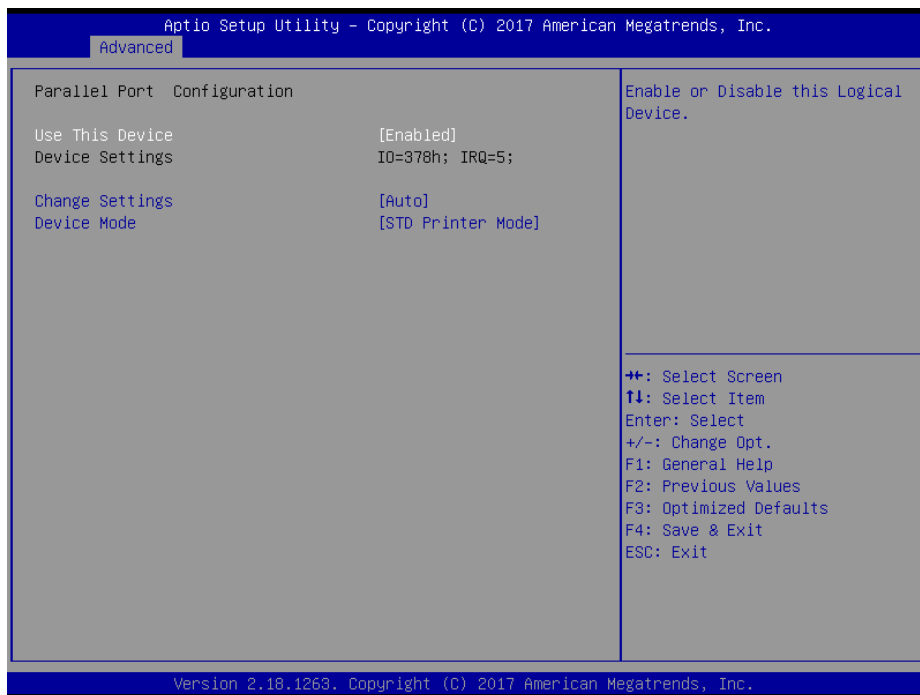 Aptio Setup Utility – Copyright (C) 2017 American Megatrends, Inc.
Advanced
Parallel Port Configuration
Use This Device [Enabled]
Device Settings IO=378h; IRQ=5;
Change Settings [Auto]
Device Mode [STD Printer Mode]
Enable or Disable this Logical
Device.
→←: Select Screen
↑↓: Select Item
Enter: Select
+/-: Change Opt.
F1: General Help
F2: Previous Values
F3: Optimized Defaults
F4: Save & Exit
ESC: Exit
Version 2.18.1263. Copyright (C) 2017 American Megatrends, Inc.